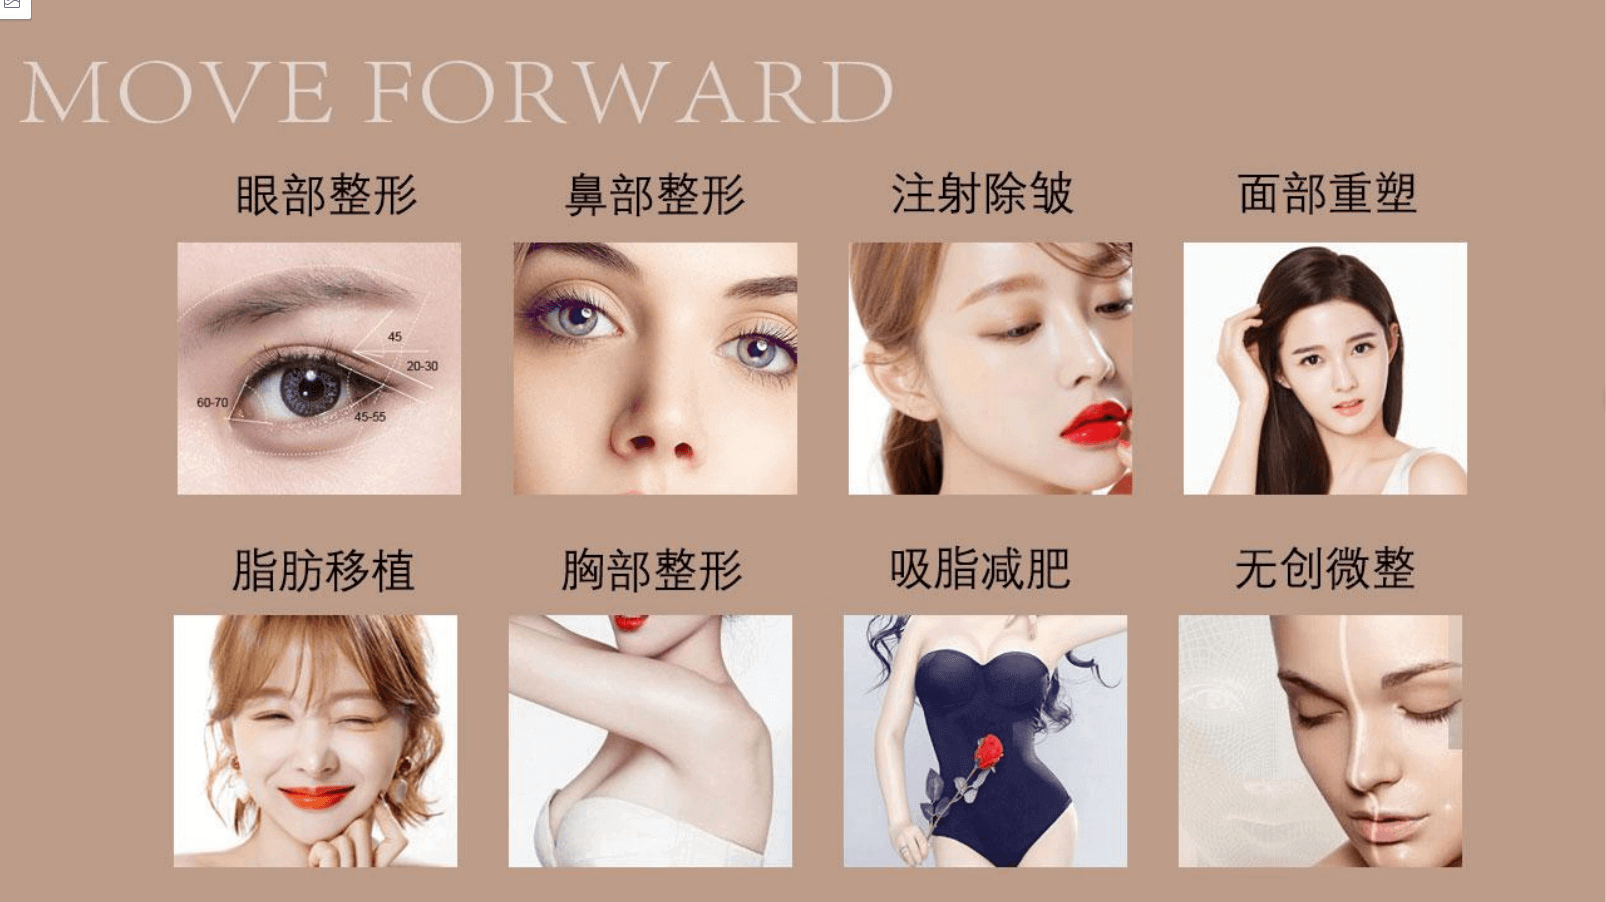 MOVE FORWARD
眼部整形
鼻部整形
注射除皱
面部重塑
45
20-30
60-70
45-55
脂肪移植
胸部整形
吸脂减肥
无创微整